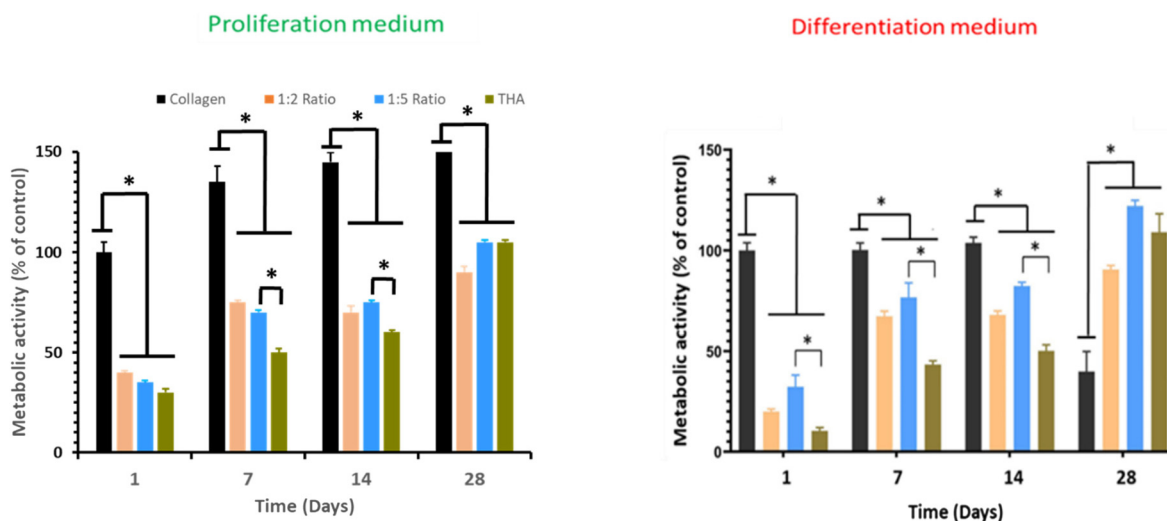 Proliferation medium
Collagen 1:2 Ratio 1:5 Ratio THA
Metabolic activity (% of control)
150
100
50
0
* * * * * *
1 7 14 28
Time (Days)
Differentiation medium
Metabolic activity (% of control)
150
100
50
0
* * * * * * *
1 7 14 28
Time (Days)